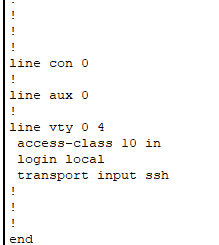 !
!
!
!
line con 0
!
line aux 0
!
line vty 0 4
 access-class 10 in
 login local
 transport input ssh
!
!
!
end